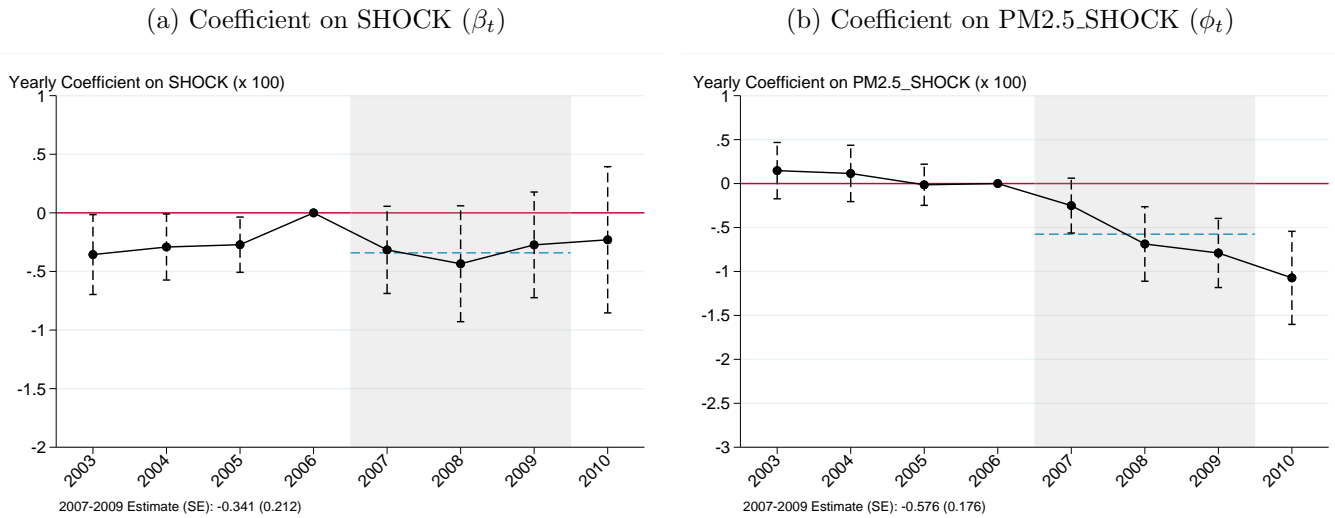 (a) Coefficient on SHOCK (βt)
Yearly Coefficient on SHOCK (x 100)
1
.5
0
-.5
-1
-1.5
-2
2003 2004 2005 2006 2007 2008 2009 2010
2007-2009 Estimate (SE): -0.341 (0.212)
(b) Coefficient on PM2.5_SHOCK (ϕt)
Yearly Coefficient on PM2.5_SHOCK (x 100)
1
.5
0
-.5
-1
-1.5
-2
-2.5
-3
2003 2004 2005 2006 2007 2008 2009 2010
2007-2009 Estimate (SE): -0.576 (0.176)